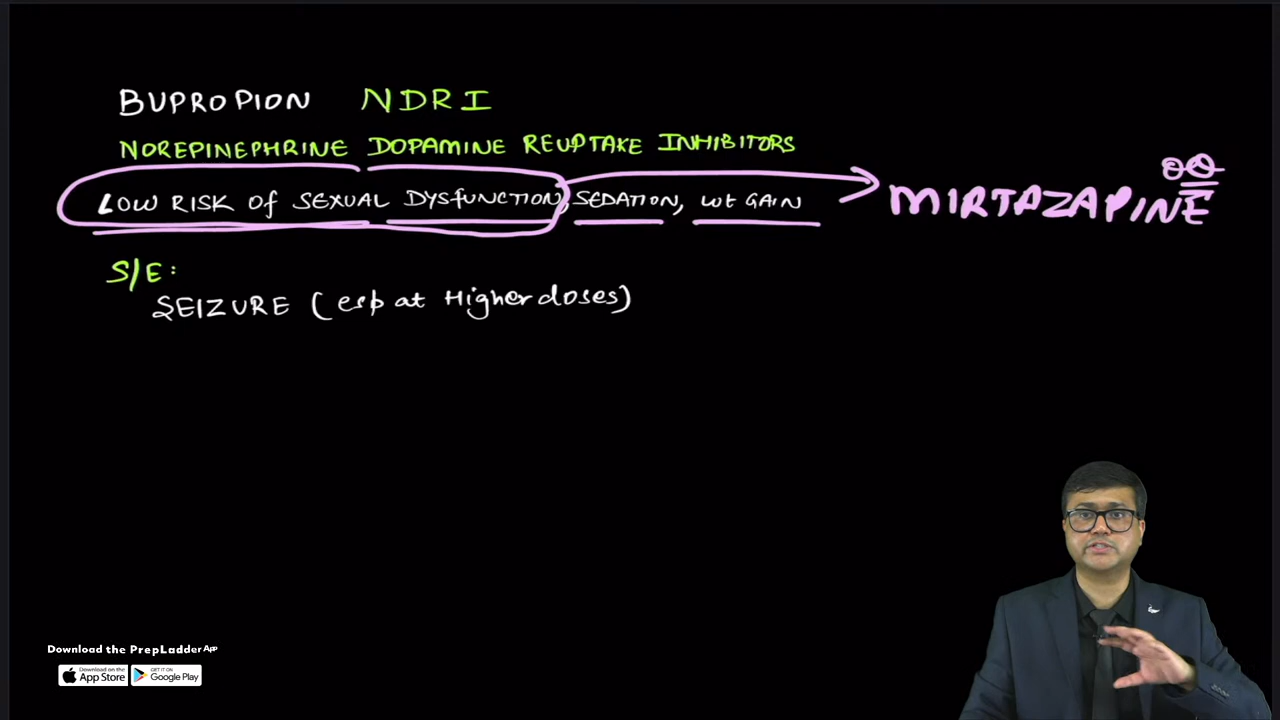 BUPROPION NDRI
NOREPINEPHRINE DOPAMINE REUPTAKE INHIBITORS
LOW RISK Of SEXUAL DYSfUNCTION, SEDATION, wt GAIN
MIRTAZAPINE
S/E:
SEIZURE (esp at Higher doses)
Download the PrepLadder App
Download on the App Store
GET IT ON Google Play